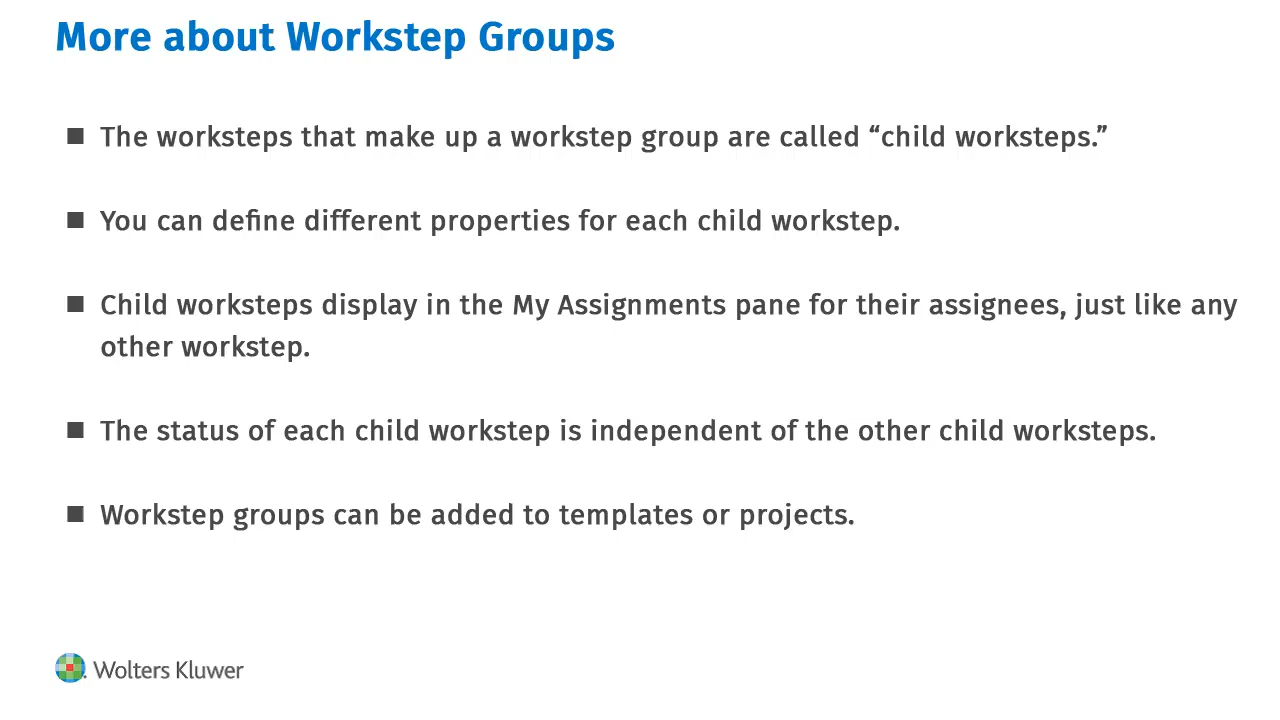 More about Workstep Groups
■ The worksteps that make up a workstep group are called “child worksteps.”
■ You can define different properties for each child workstep.
■ Child worksteps display in the My Assignments pane for their assignees, just like any
other workstep.
■ The status of each child workstep is independent of the other child worksteps.
■ Workstep groups can be added to templates or projects.
Wolters Kluwer